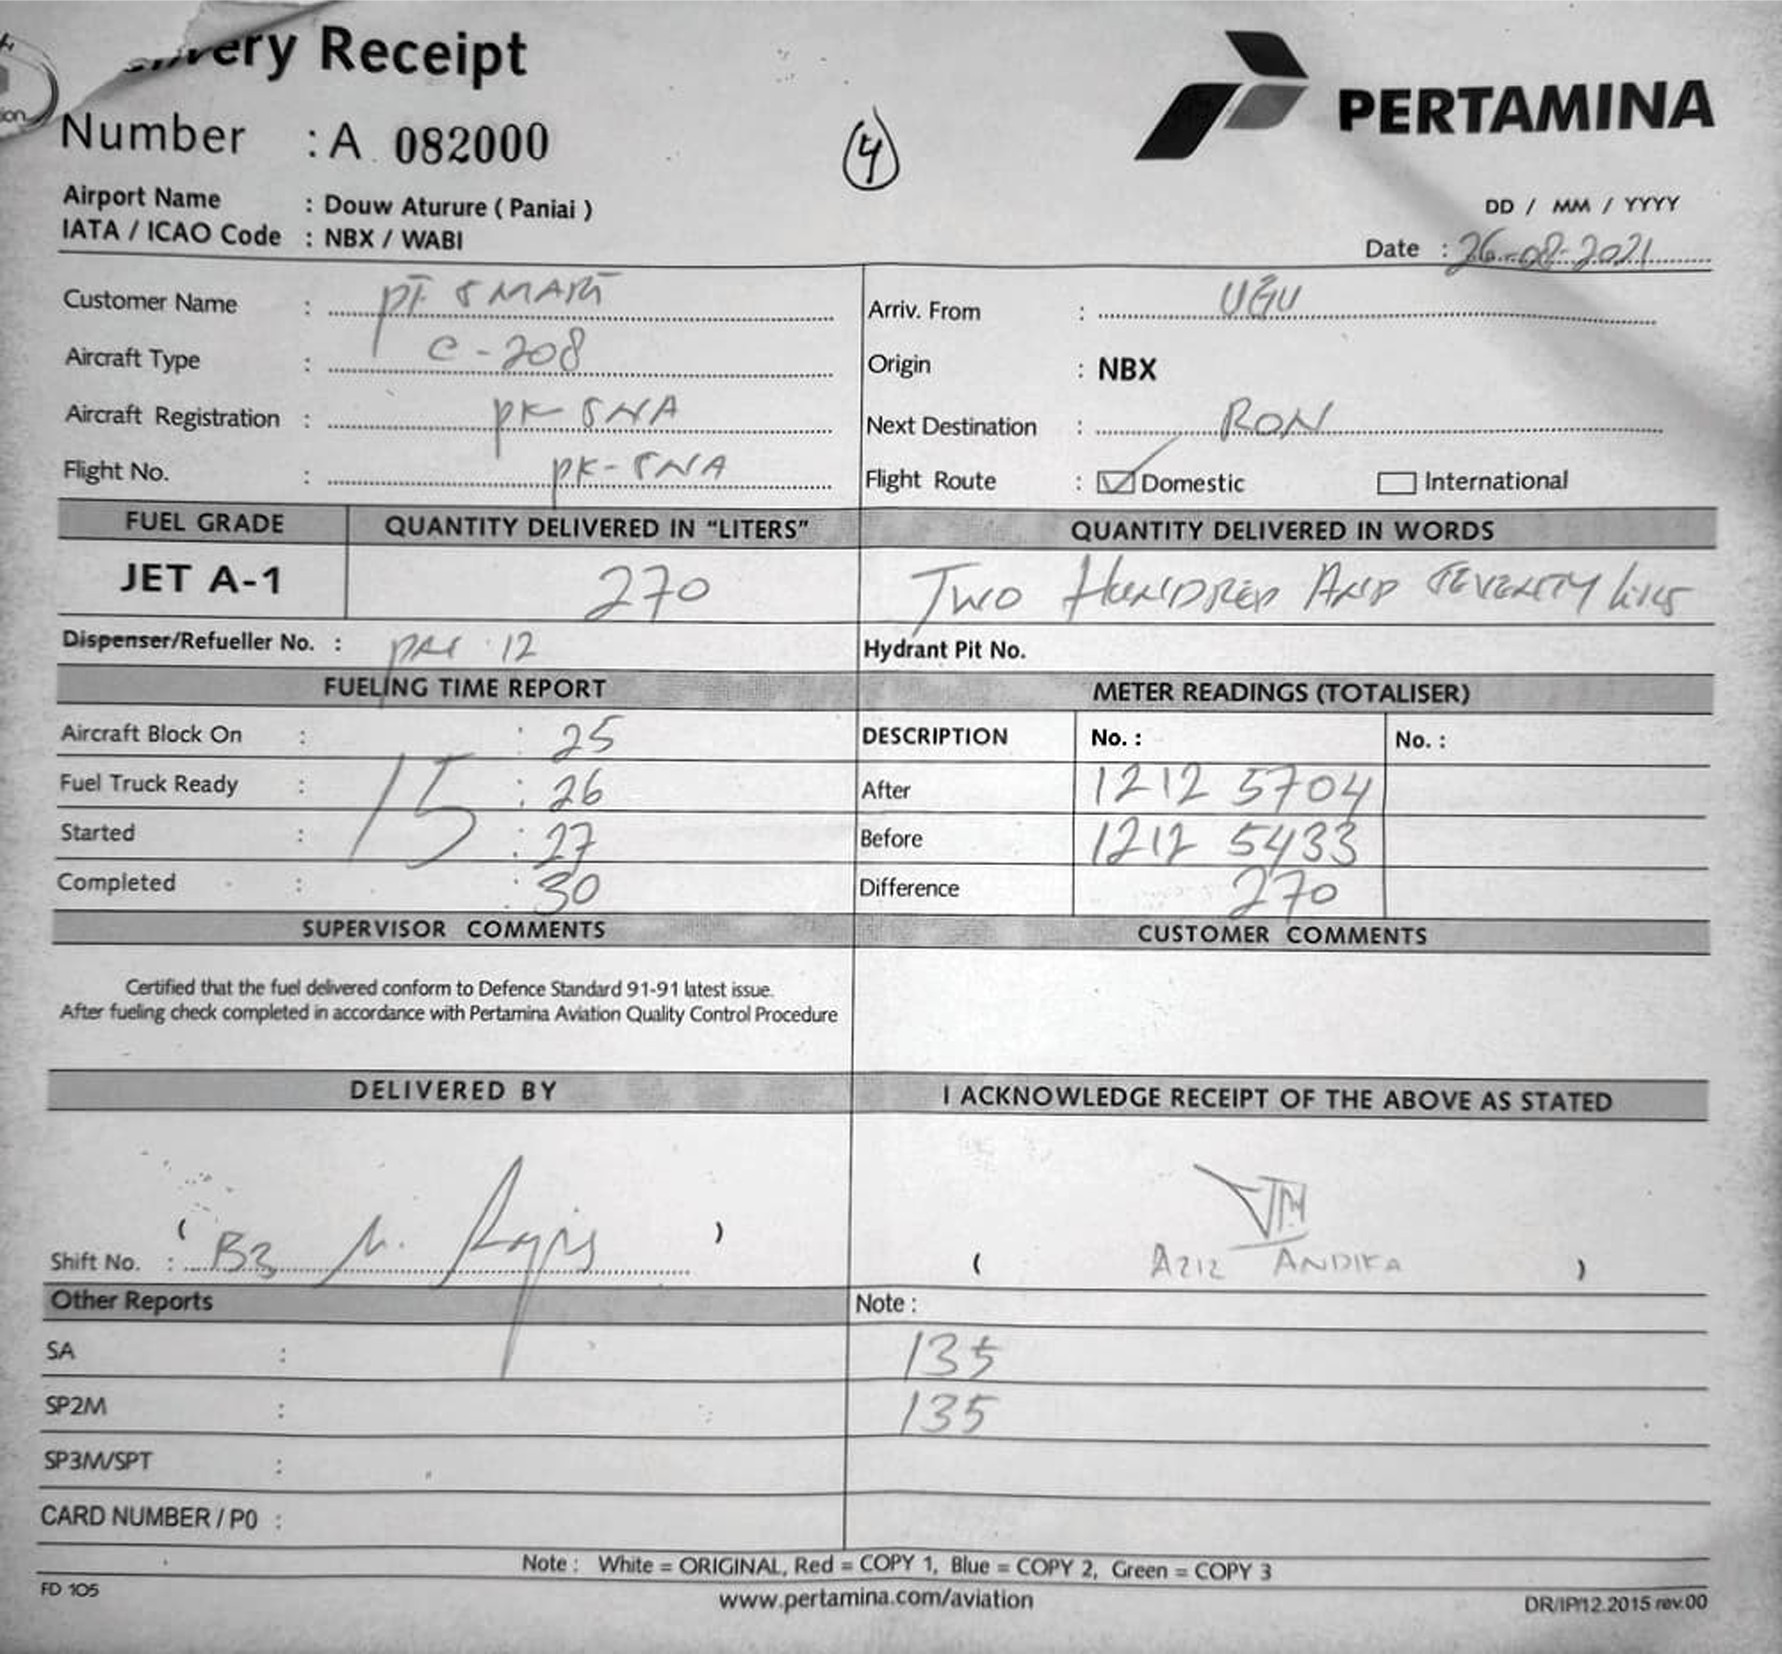 very Receipt
PERTAMINA
Number : A 082000
4
Airport Name : Douw Aturure ( Paniai )
IATA / ICAO Code : NBX / WABI
DD / MM / YYYY
Date : 26-08-2021
Customer Name : PT SMART
Arriv. From : UGU
Aircraft Type : C-208
Origin : NBX
Aircraft Registration : PK-SNA
Next Destination : RON
Flight No. : PK-SNA
Flight Route : Domestic International
FUEL GRADE QUANTITY DELIVERED IN "LITERS" QUANTITY DELIVERED IN WORDS
JET A-1 270 Two HUNDRED AND SEVENTY
Dispenser/Refueller No. : 12
Hydrant Pit No.
FUELING TIME REPORT METER READINGS (TOTALISER)
Aircraft Block On : : 25
DESCRIPTION No. : No. :
Fuel Truck Ready : 15 : 26
After 1212 5704
Started : : 27
Before 1212 5433
Completed : : 30
Difference 270
SUPERVISOR COMMENTS CUSTOMER COMMENTS
Certified that the fuel delivered conform to Defence Standard 91-91 latest issue.
After fueling check completed in accordance with Pertamina Aviation Quality Control Procedure
DELIVERED BY I ACKNOWLEDGE RECEIPT OF THE ABOVE AS STATED
( )
Shift No. : B3
( AZIZ ANDIKA )
Other Reports Note :
SA : 135
SP2M : 135
SP3M/SPT :
CARD NUMBER / P0 :
Note : White = ORIGINAL, Red = COPY 1, Blue = COPY 2, Green = COPY 3
FD 105
www.pertamina.com/aviation
DR/IP/12.2015 rev.00